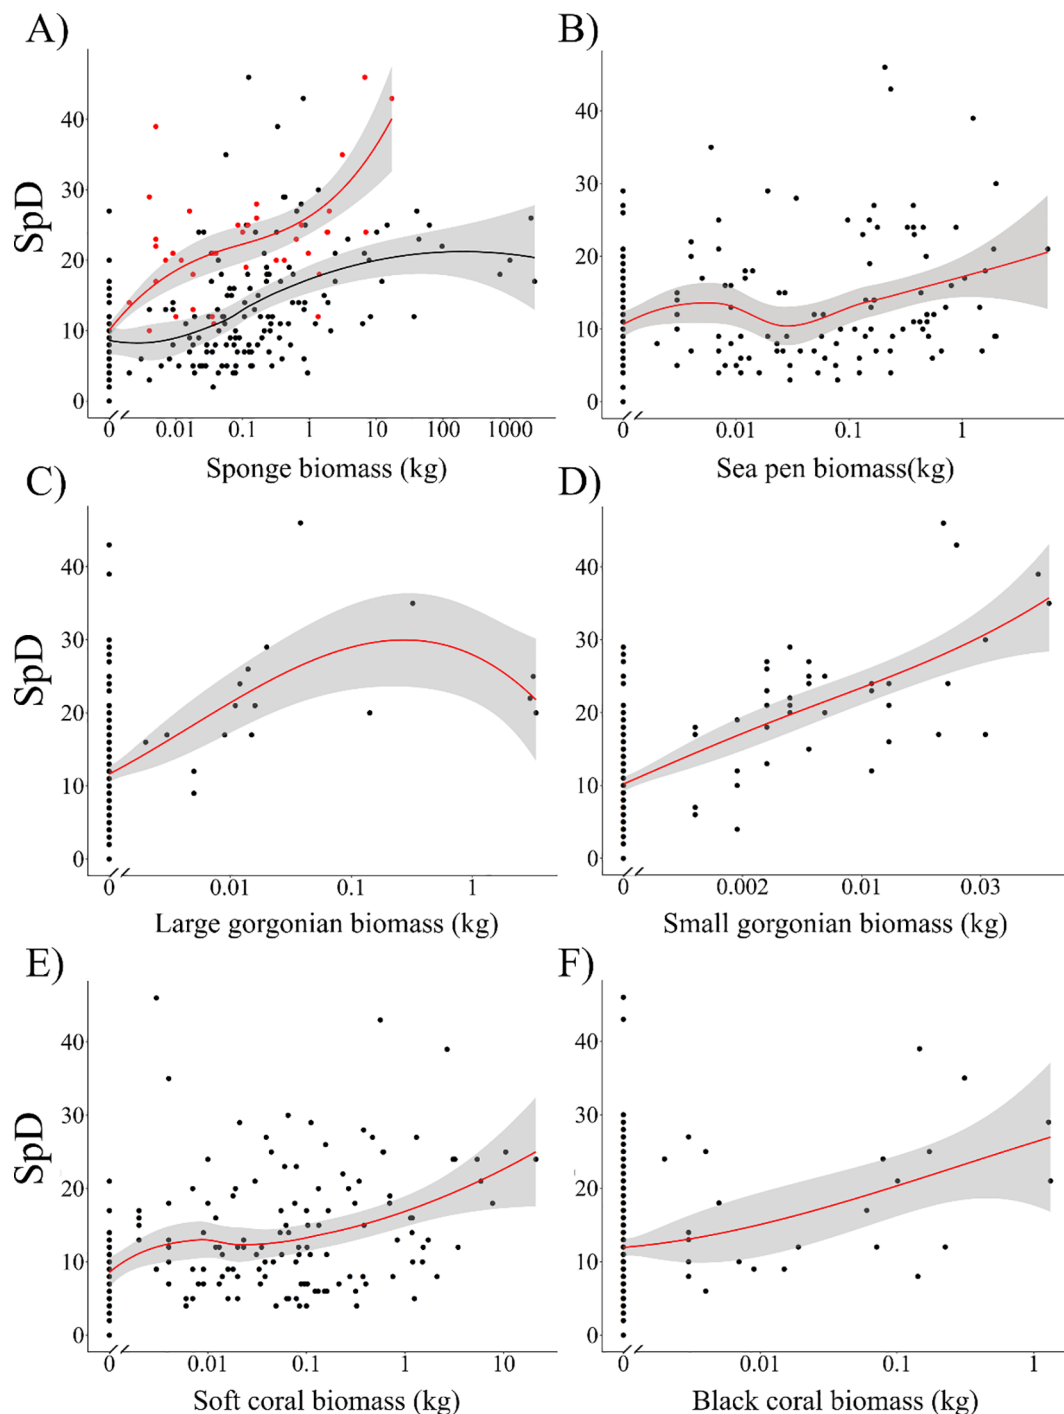 A)
B)
SpD
40
30
20
10
0
0 0.01 0.1 1 10 100 1000
Sponge biomass (kg)
40
30
20
10
0
0 0.01 0.1 1
Sea pen biomass(kg)
C)
D)
SpD
40
30
20
10
0
0 0.01 0.1 1
Large gorgonian biomass (kg)
40
30
20
10
0
0 0.002 0.01 0.03
Small gorgonian biomass (kg)
E)
F)
SpD
40
30
20
10
0
0 0.01 0.1 1 10
Soft coral biomass (kg)
40
30
20
10
0
0 0.01 0.1 1
Black coral biomass (kg)